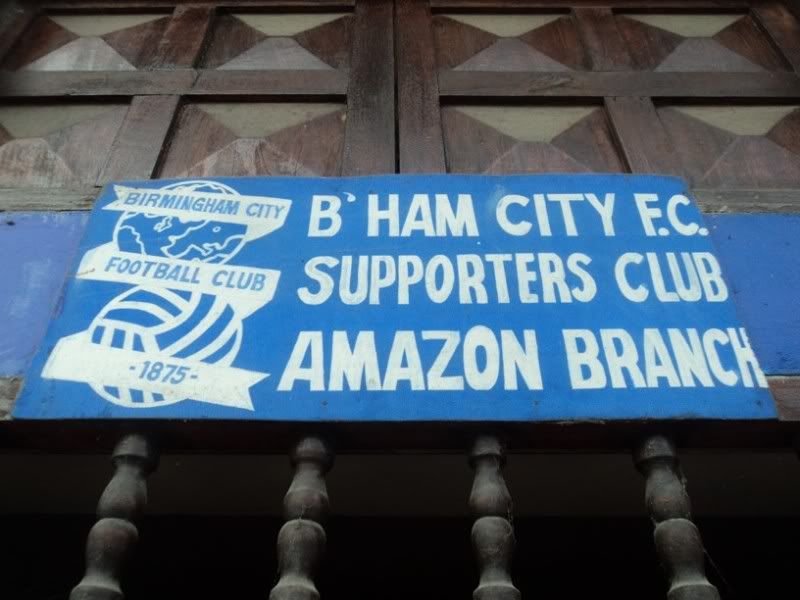 BIRMINGHAM CITY
FOOTBALL CLUB
-1875-
B'HAM CITY F.C.
SUPPORTERS CLUB
AMAZON BRANCH